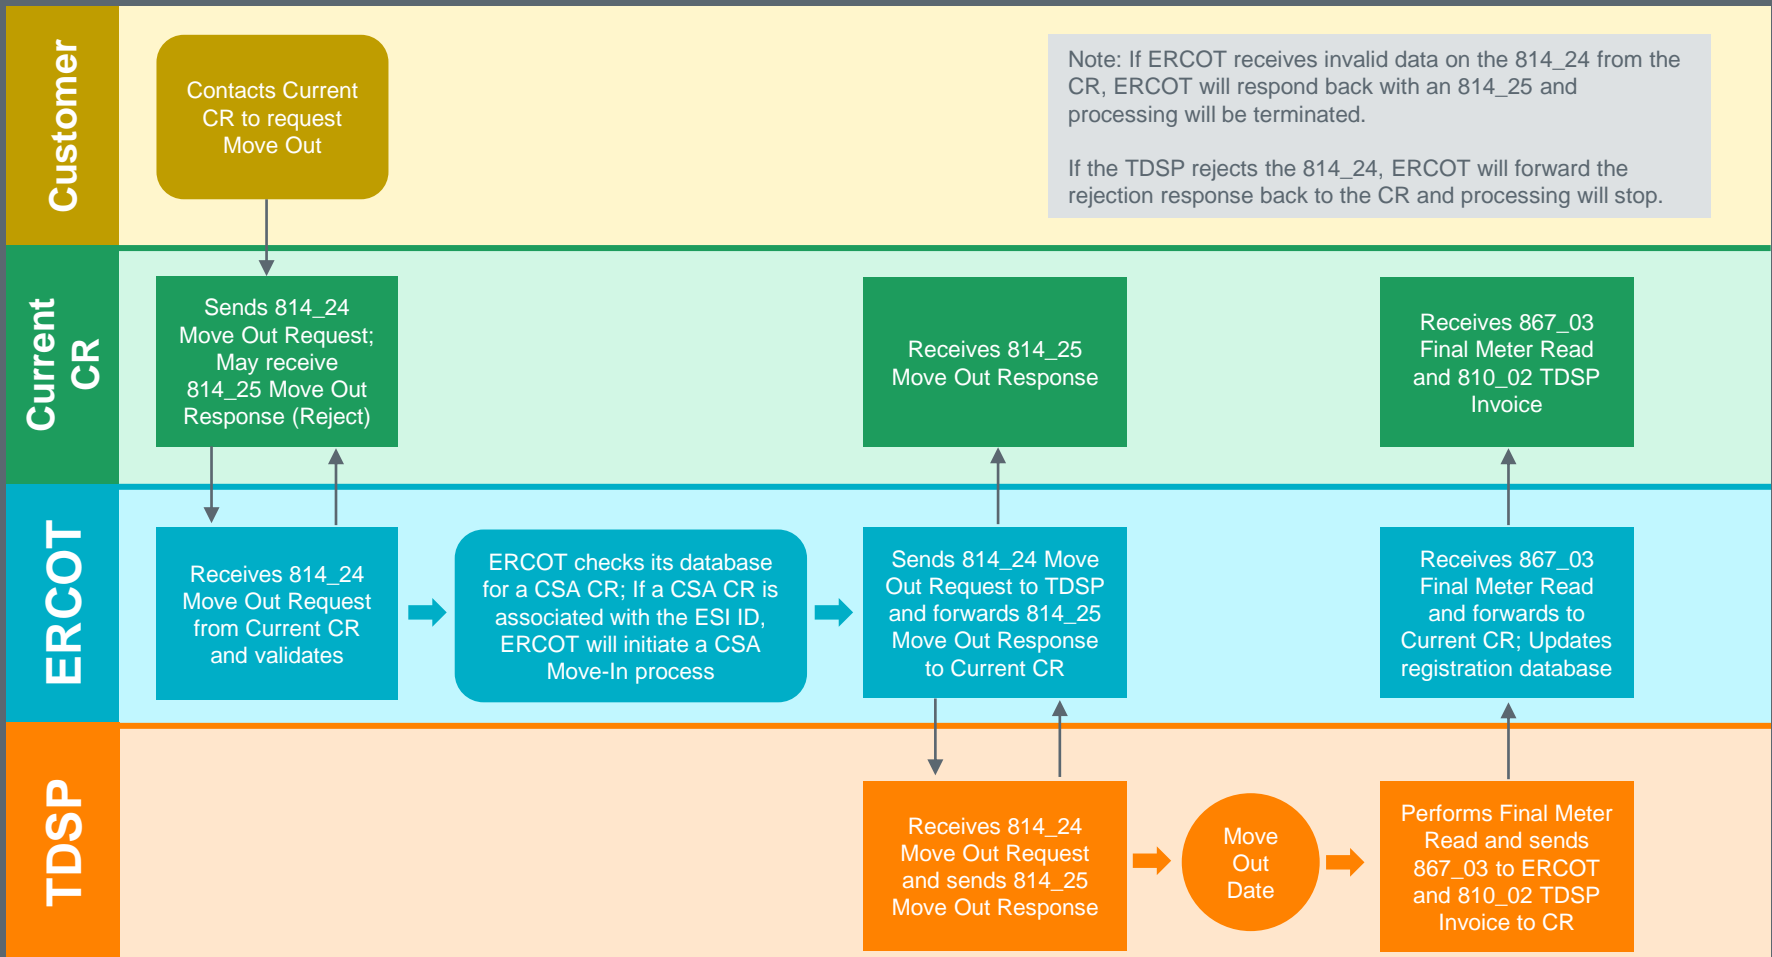 Customer
Contacts Current
CR to request
Move Out
Note: If ERCOT receives invalid data on the 814_24 from the
CR, ERCOT will respond back with an 814_25 and
processing will be terminated.
If the TDSP rejects the 814_24, ERCOT will forward the
rejection response back to the CR and processing will stop.
Current
CR
Sends 814_24
Move Out Request;
May receive
814_25 Move Out
Response (Reject)
Receives 814_25
Move Out Response
Receives 867_03
Final Meter Read
and 810_02 TDSP
Invoice
ERCOT
Receives 814_24
Move Out Request
from Current CR
and validates
ERCOT checks its database
for a CSA CR; If a CSA CR is
associated with the ESI ID,
ERCOT will initiate a CSA
Move-In process
Sends 814_24 Move
Out Request to TDSP
and forwards 814_25
Move Out Response
to Current CR
Receives 867_03
Final Meter Read
and forwards to
Current CR; Updates
registration database
TDSP
Receives 814_24
Move Out Request
and sends 814_25
Move Out Response
Move
Out
Date
Performs Final Meter
Read and sends
867_03 to ERCOT
and 810_02 TDSP
Invoice to CR